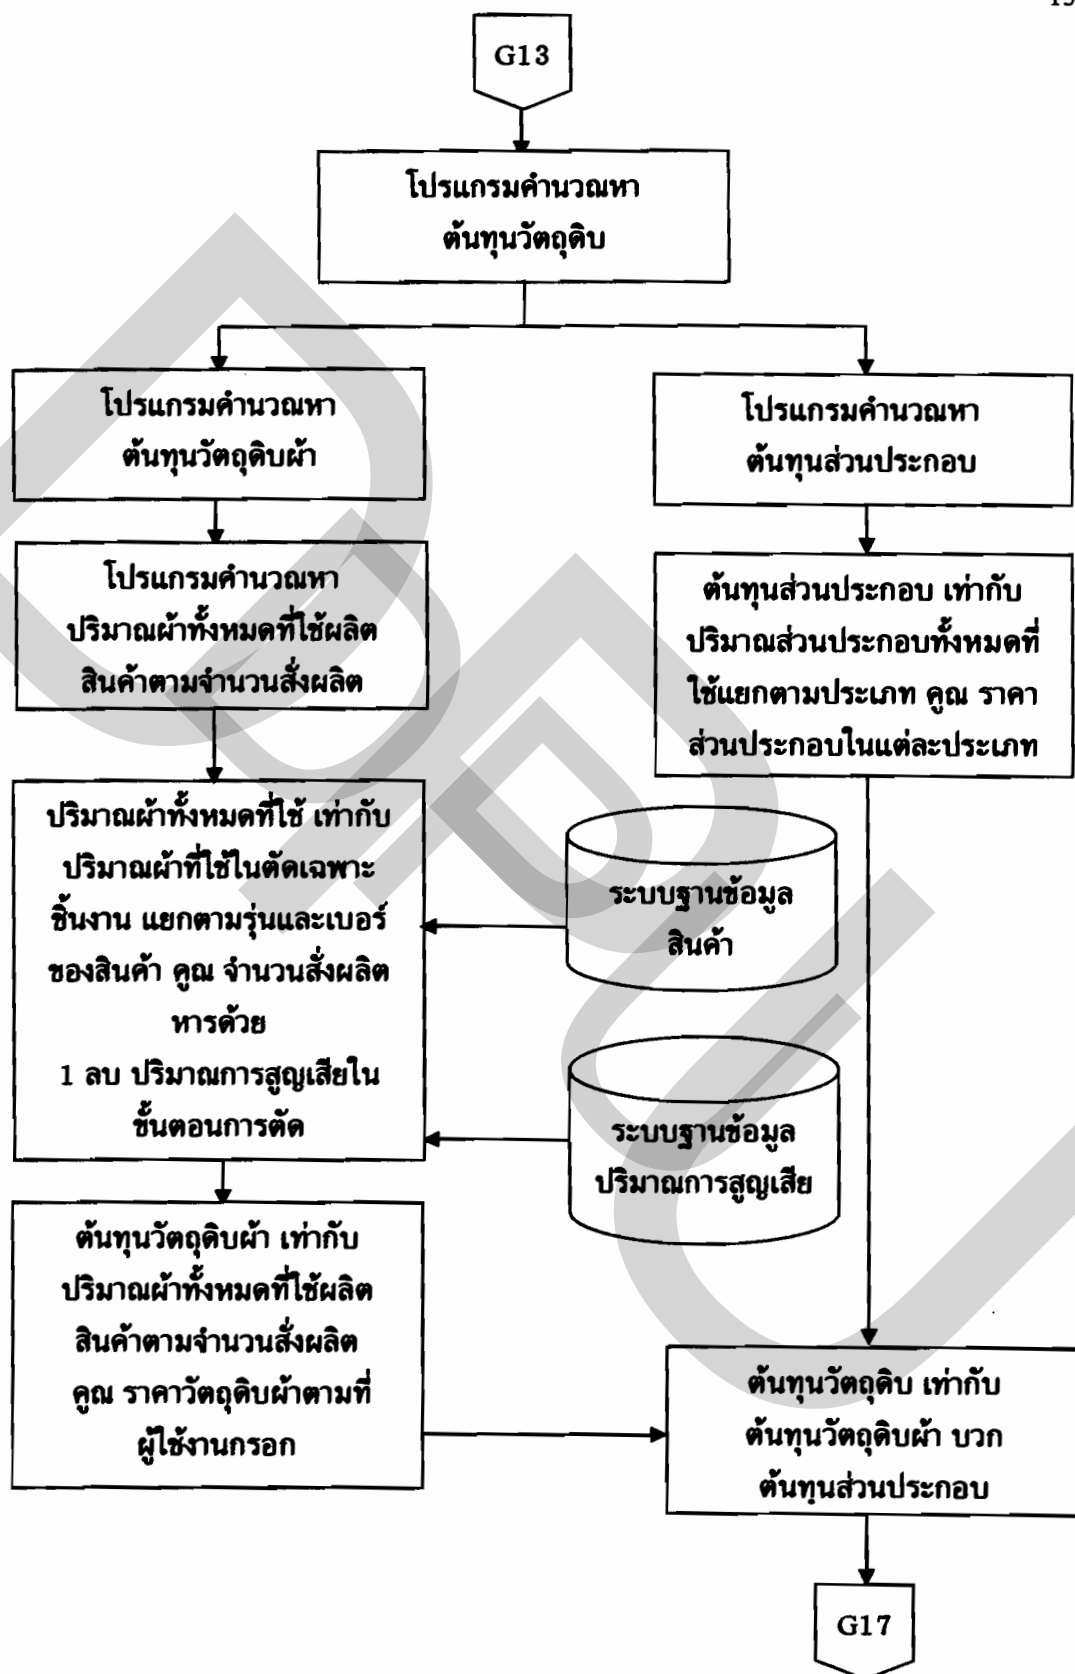 G13
โปรแกรมคำนวณหา
ต้นทุนวัตถุดิบ
โปรแกรมคำนวณหา
ต้นทุนวัตถุดิบผ้า
โปรแกรมคำนวณหา
ต้นทุนส่วนประกอบ
โปรแกรมคำนวณหา
ปริมาณผ้าทั้งหมดที่ใช้ผลิต
สินค้าตามจำนวนสั่งผลิต
ต้นทุนส่วนประกอบ เท่ากับ
ปริมาณส่วนประกอบทั้งหมดที่
ใช้แยกตามประเภท คูณ ราคา
ส่วนประกอบในแต่ละประเภท
ปริมาณผ้าทั้งหมดที่ใช้ เท่ากับ
ปริมาณผ้าที่ใช้ในตัดเฉพาะ
ชิ้นงาน แยกตามรุ่นและเบอร์
ของสินค้า คูณ จำนวนสั่งผลิต
หารด้วย
1 ลบ ปริมาณการสูญเสียใน
ขั้นตอนการตัด
ระบบฐานข้อมูล
สินค้า
ระบบฐานข้อมูล
ปริมาณการสูญเสีย
ต้นทุนวัตถุดิบผ้า เท่ากับ
ปริมาณผ้าทั้งหมดที่ใช้ผลิต
สินค้าตามจำนวนสั่งผลิต
คูณ ราคาวัตถุดิบผ้าตามที่
ผู้ใช้งานกรอก
ต้นทุนวัตถุดิบ เท่ากับ
ต้นทุนวัตถุดิบผ้า บวก
ต้นทุนส่วนประกอบ
G17